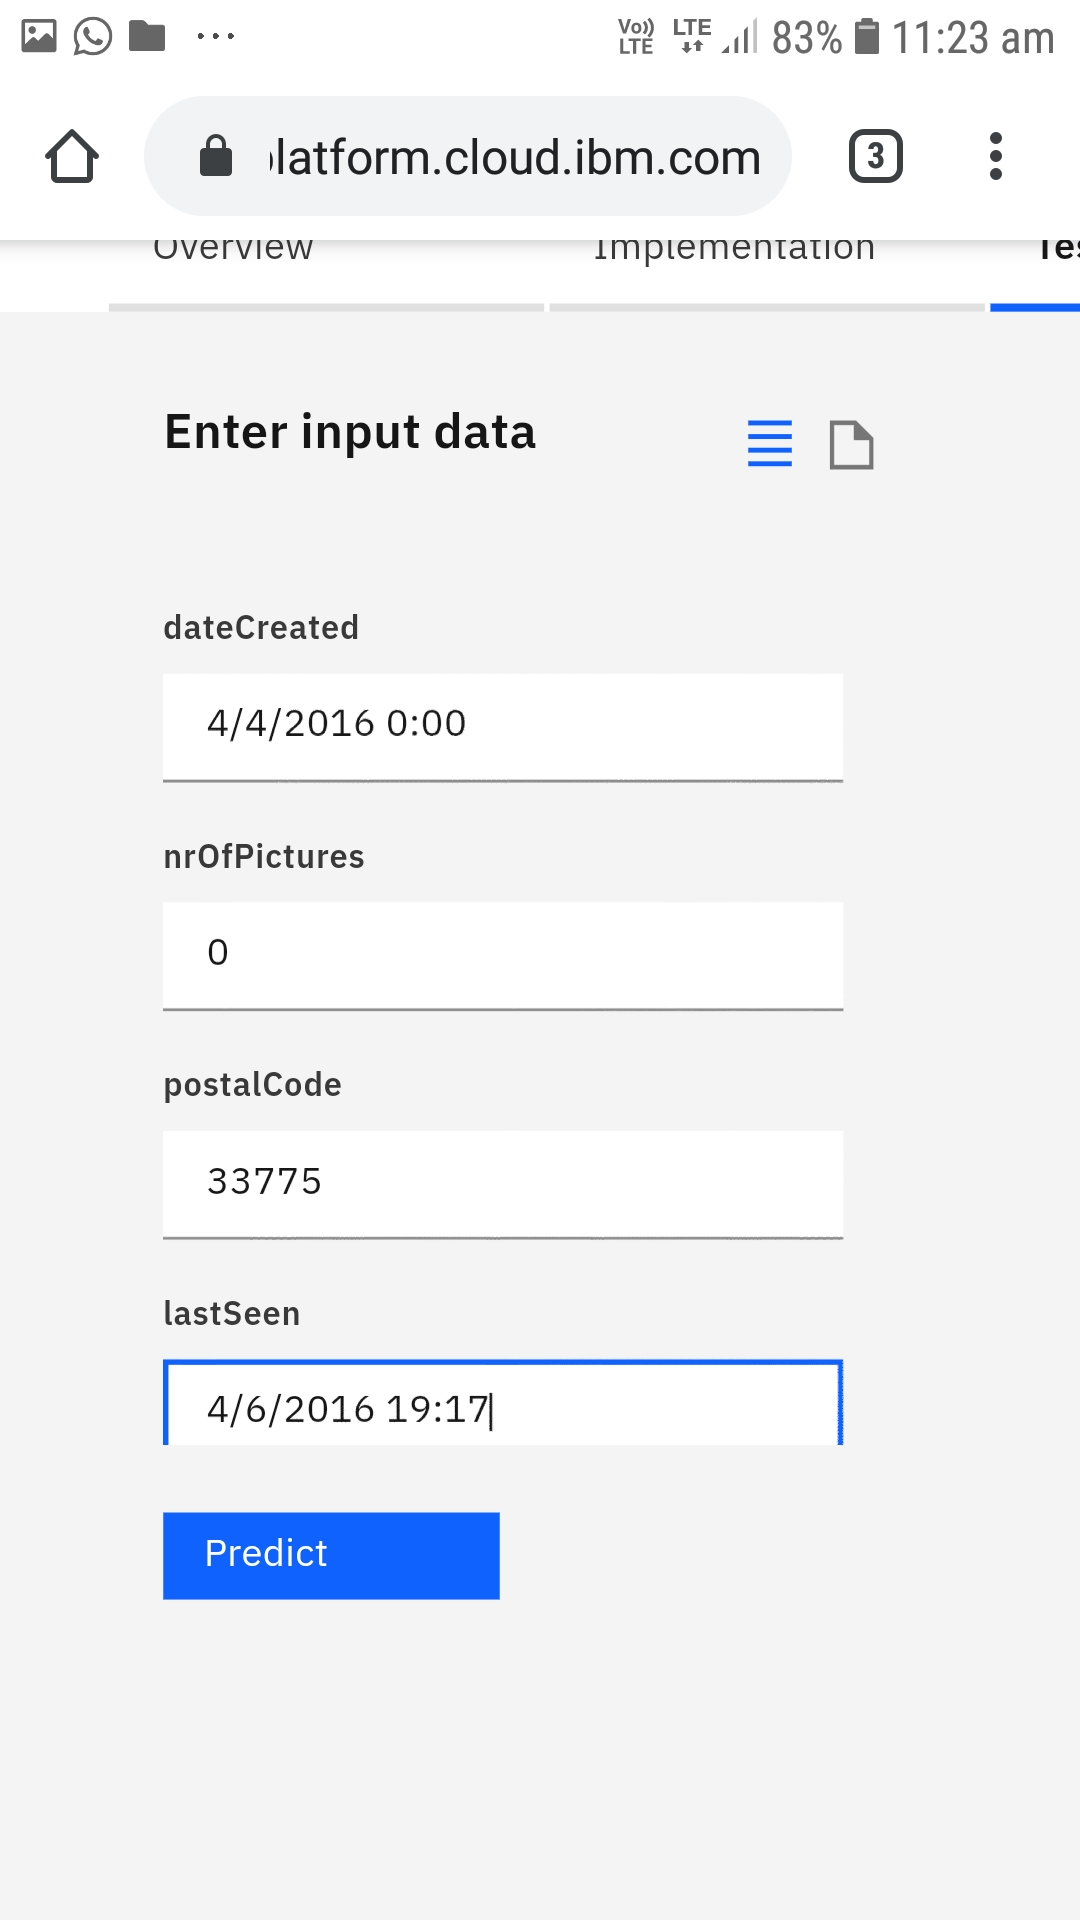 Vo)) LTE LTE 83% 11:23 am
latform.cloud.ibm.com 3
Overview Implementation
Enter input data
dateCreated
4/4/2016 0:00
nrOfPictures
0
postalCode
33775
lastSeen
4/6/2016 19:17
Predict